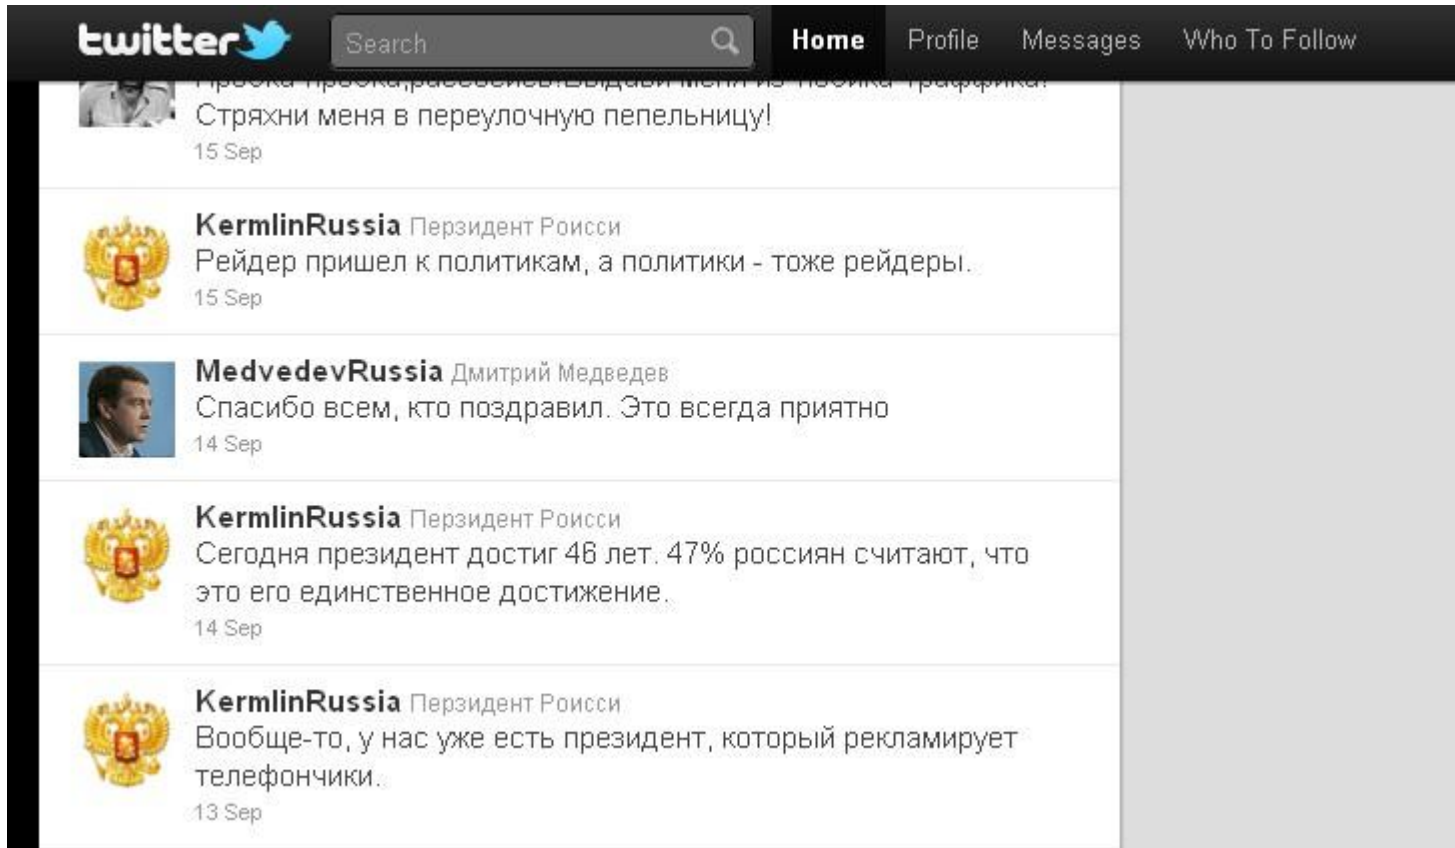 twitter
Search
Home Profile Messages Who To Follow
Стряхни меня в переулочную пепельницу!
15 Sep
KermlinRussia Перзидент Роисси
Рейдер пришел к политикам, а политики - тоже рейдеры.
15 Sep
MedvedevRussia Дмитрий Медведев
Спасибо всем, кто поздравил. Это всегда приятно
14 Sep
KermlinRussia Перзидент Роисси
Сегодня президент достиг 46 лет. 47% россиян считают, что
это его единственное достижение.
14 Sep
KermlinRussia Перзидент Роисси
Вообще-то, у нас уже есть президент, который рекламирует
телефончики.
13 Sep